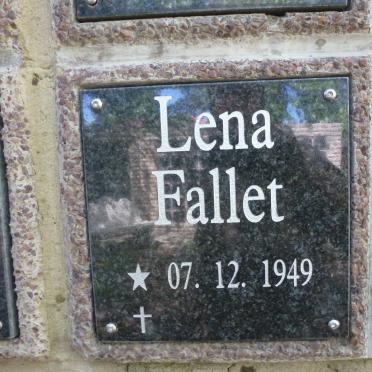 Lena
Fallet
★ 07. 12. 1949
✝